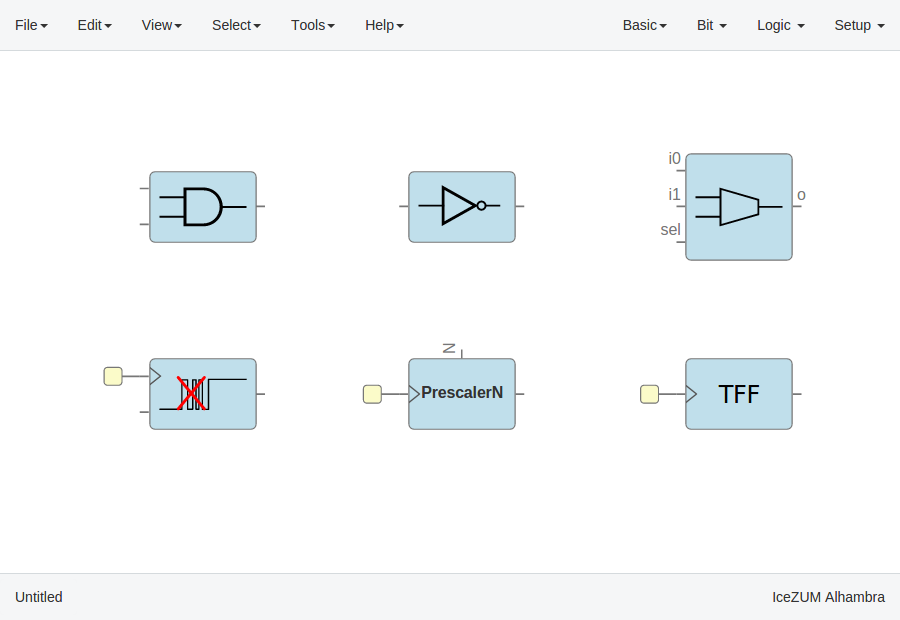 File Edit View Select Tools Help Basic Bit Logic Setup
i0
i1
sel
o
N
PrescalerN
TFF
Untitled
IceZUM Alhambra